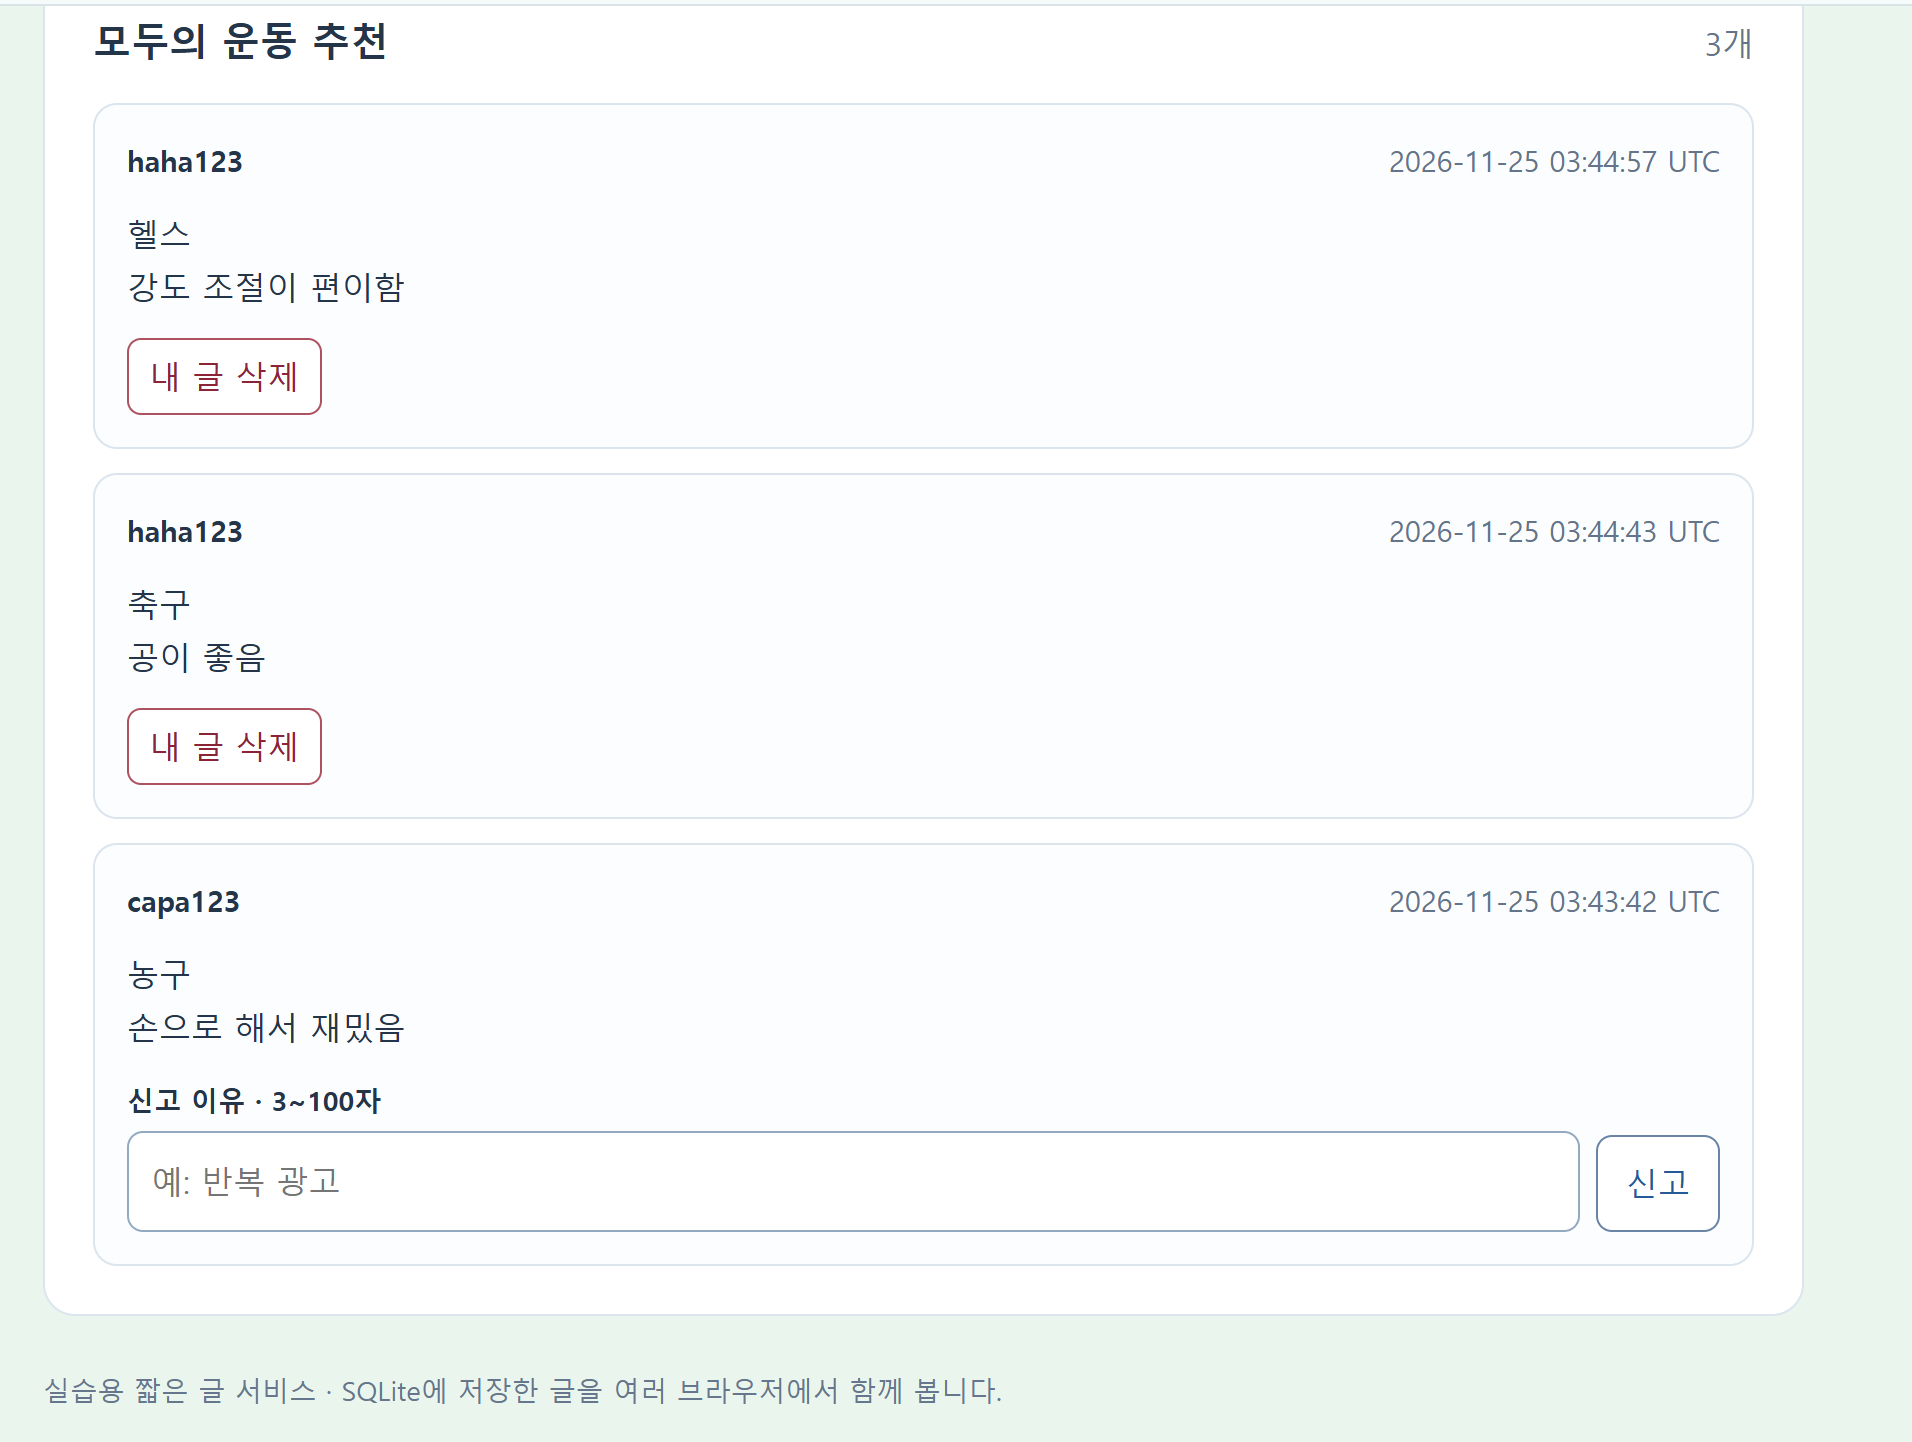 모두의 운동 추천
3개
haha123
2026-11-25 03:44:57 UTC
헬스
강도 조절이 편이함
내 글 삭제
haha123
2026-11-25 03:44:43 UTC
축구
공이 좋음
내 글 삭제
capa123
2026-11-25 03:43:42 UTC
농구
손으로 해서 재밌음
신고 이유 · 3~100자
예: 반복 광고
신고
실습용 짧은 글 서비스 · SQLite에 저장한 글을 여러 브라우저에서 함께 봅니다.